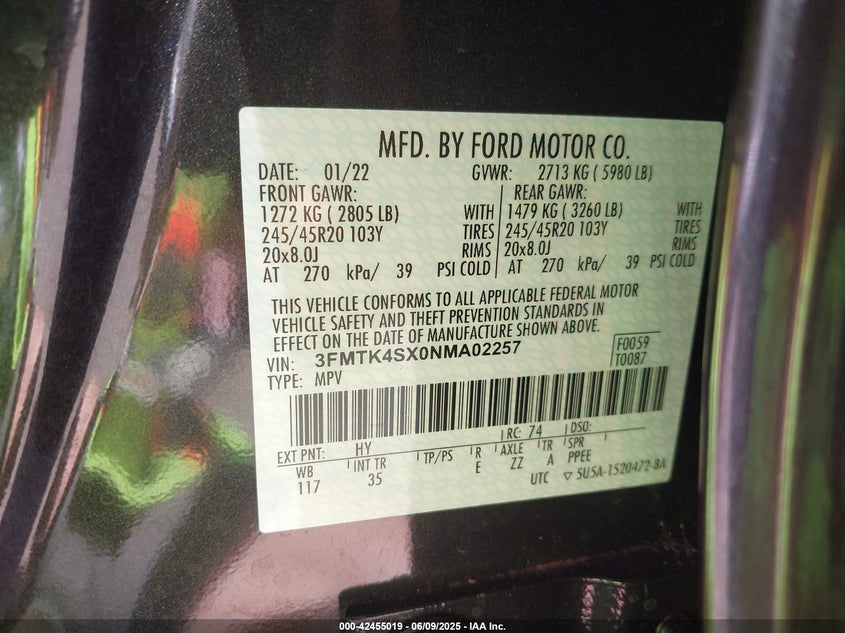 MFD. BY FORD MOTOR CO.
DATE: 01/22 GVWR: 2713 KG ( 5980 LB)
FRONT GAWR: REAR GAWR:
1272 KG ( 2805 LB) WITH 1479 KG ( 3260 LB) WITH
245/45R20 103Y TIRES 245/45R20 103Y TIRES
20x8.0J RIMS 20x8.0J RIMS
AT 270 kPa/ 39 PSI COLD AT 270 kPa/ 39 PSI COLD
THIS VEHICLE CONFORMS TO ALL APPLICABLE FEDERAL MOTOR
VEHICLE SAFETY AND THEFT PREVENTION STANDARDS IN
EFFECT ON THE DATE OF MANUFACTURE SHOWN ABOVE.
VIN: 3FMTK4SX0NMA02257 F0059
TYPE: MPV T0087
EXT PNT: HY RC: 74 DSO:
WB INT TR TP/PS R AXLE TR SPR
117 35 E ZZ A PPEE
UTC ▽ 5U5A-1520472-BA
000-42455019 - 06/09/2025 - IAA Inc.